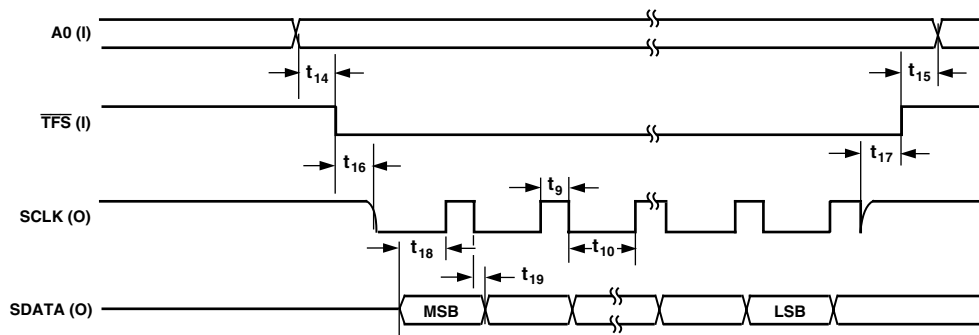 A0 (I)
t14
t15
TFS (I)
t16
t17
t9
SCLK (O)
t18
t10
t19
SDATA (O)
MSB
LSB